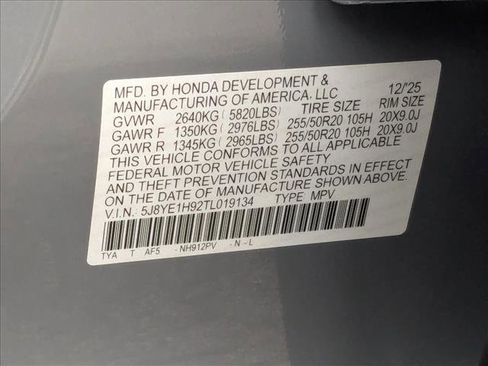 MFD. BY HONDA DEVELOPMENT &
MANUFACTURING OF AMERICA, LLC 12/25
GVWR 2640KG ( 5820LBS) TIRE SIZE RIM SIZE
GAWR F 1350KG ( 2976LBS) 255/50R20 105H 20X9.0J
GAWR R 1345KG ( 2965LBS) 255/50R20 105H 20X9.0J
THIS VEHICLE CONFORMS TO ALL APPLICABLE
FEDERAL MOTOR VEHICLE SAFETY
AND THEFT PREVENTION STANDARDS IN EFFECT
ON THE DATE OF MANUFACTURE SHOWN ABOVE.
V.I.N. 5J8YE1H92TL019134 TYPE MPV
TYA T AF5 -NH912PV -N-L